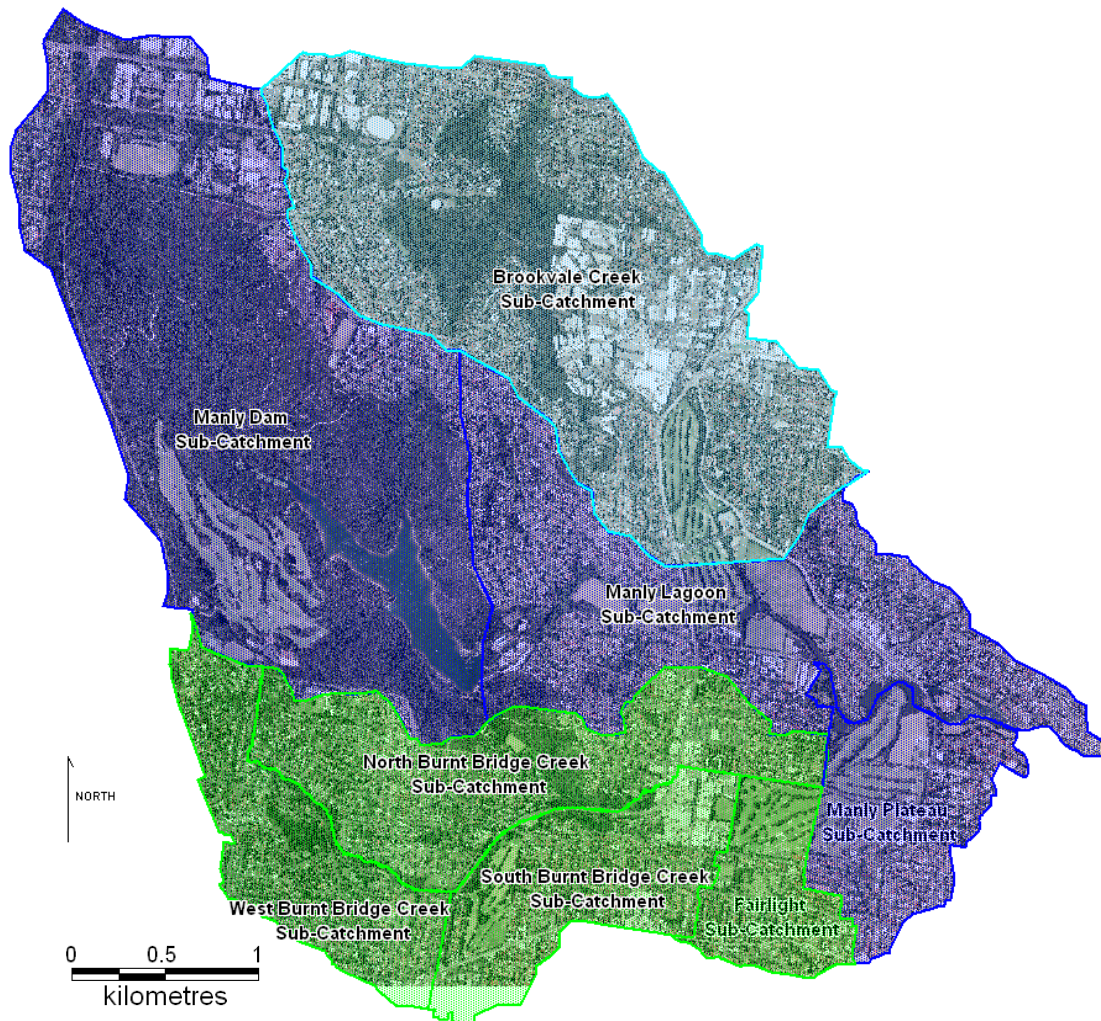 Brookvale Creek
Sub-Catchment
Manly Dam
Sub-Catchment
Manly Lagoon
Sub-Catchment
North Burnt Bridge Creek
Sub-Catchment
NORTH
Manly Plateau
Sub-Catchment
South Burnt Bridge Creek
Sub-Catchment
West Burnt Bridge Creek
Sub-Catchment
Fairlight
Sub-Catchment
0 0.5 1
kilometres